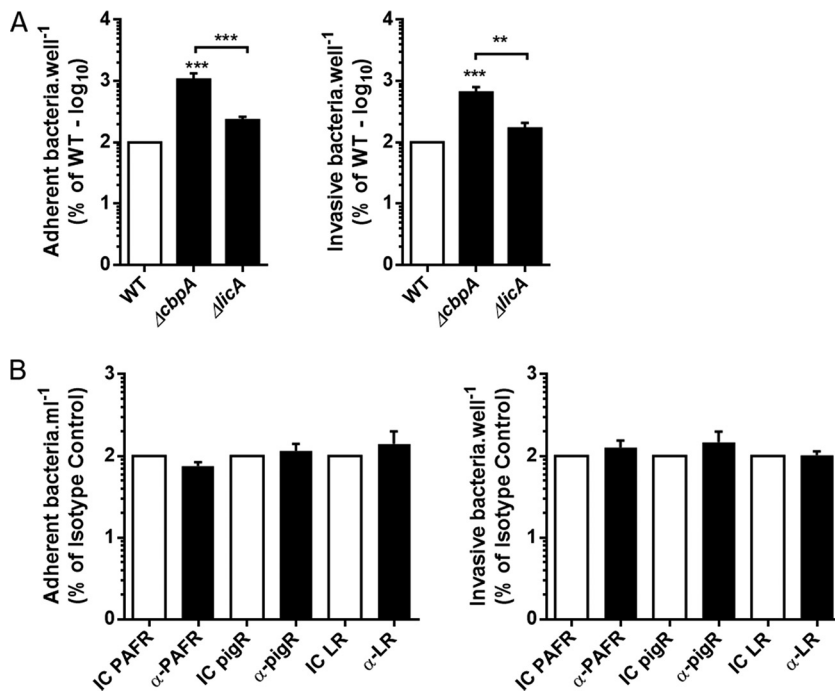 A
Adherent bacteria.well-1
(% of WT - log10)
4
3
2
1
0
***
***
WT
ΔcbpA
ΔlicA
Invasive bacteria.well-1
(% of WT - log10)
4
3
2
1
0
***
**
WT
ΔcbpA
ΔlicA
B
Adherent bacteria.ml-1
(% of Isotype Control)
3
2
1
0
IC PAFR
α-PAFR
IC pigR
α-pigR
IC LR
α-LR
Invasive bacteria.well-1
(% of Isotype Control)
3
2
1
0
IC PAFR
α-PAFR
IC pigR
α-pigR
IC LR
α-LR